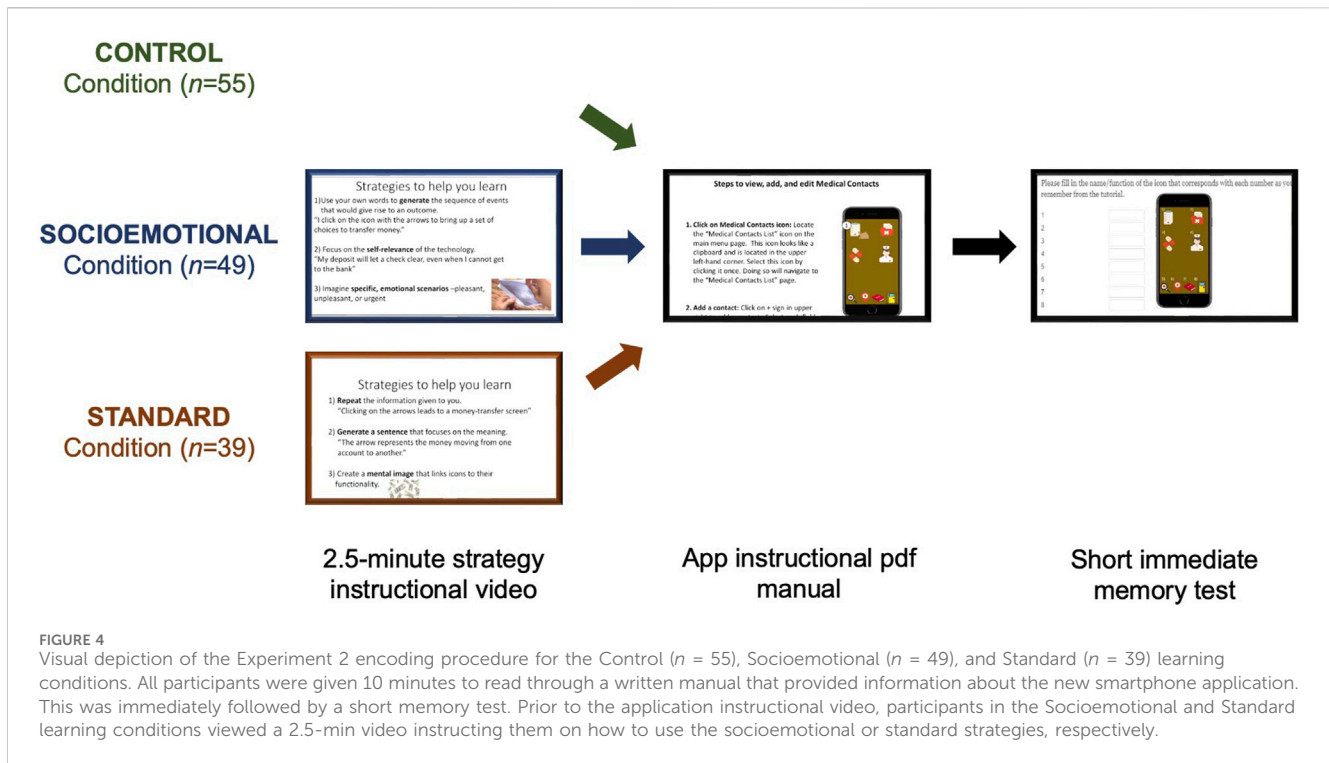 CONTROL
Condition (n=55)
SOCIOEMOTIONAL
Condition (n=49)
STANDARD
Condition (n=39)
Strategies to help you learn
1)Use your own words to generate the sequence of events
that would give rise to an outcome.
"I click on the icon with the arrows to bring up a set of
choices to transfer money."
2) Focus on the self-relevance of the technology.
"My deposit will let a check clear, even when I cannot get
to the bank"
3) Imagine specific, emotional scenarios –pleasant,
unpleasant, or urgent
Strategies to help you learn
1) Repeat the information given to you.
"Clicking on the arrows leads to a money-transfer screen"
2) Generate a sentence that focuses on the meaning.
"The arrow represents the money moving from one
account to another."
3) Create a mental image that links icons to their
functionality.
Steps to view, add, and edit Medical Contacts
1. Click on Medical Contacts icon: Locate
the "Medical Contacts List" icon on the
main menu page. This icon looks like a
clipboard and is located in the upper
left-hand corner. Select this icon by
clicking it once. Doing so will navigate to
the "Medical Contacts List" page.
2. Add a contact: Click on + sign in upper
Please fill in the name/function of the icon that corresponds with each number as you
remember from the tutorial.
1
2
3
4
5
6
7
8
2.5-minute strategy
instructional video
App instructional pdf
manual
Short immediate
memory test
FIGURE 4
Visual depiction of the Experiment 2 encoding procedure for the Control (n = 55), Socioemotional (n = 49), and Standard (n = 39) learning
conditions. All participants were given 10 minutes to read through a written manual that provided information about the new smartphone application.
This was immediately followed by a short memory test. Prior to the application instructional video, participants in the Socioemotional and Standard
learning conditions viewed a 2.5-min video instructing them on how to use the socioemotional or standard strategies, respectively.